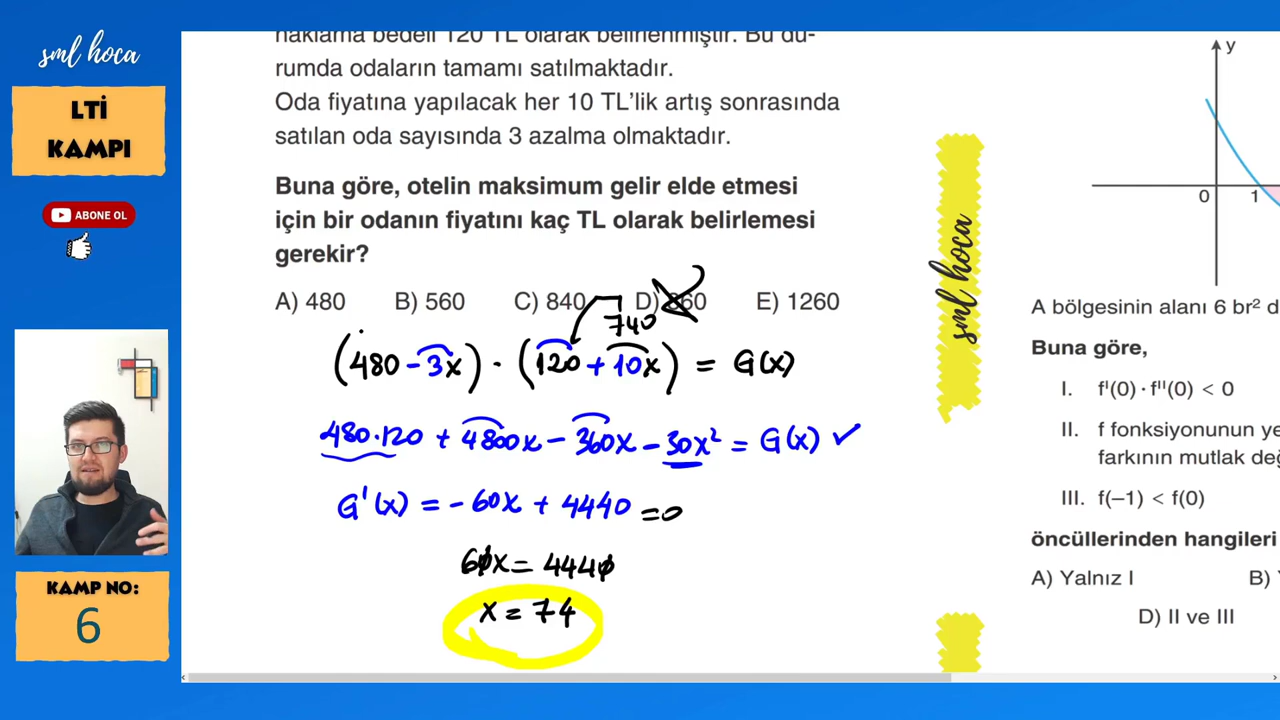 sml hoca
LTİ
KAMPI
ABONE OL
KAMP NO:
6
naklama bedeli 120 TL olarak belirlenmiştir. Bu du-
rumda odaların tamamı satılmaktadır.
Oda fiyatına yapılacak her 10 TL'lik artış sonrasında
satılan oda sayısında 3 azalma olmaktadır.
Buna göre, otelin maksimum gelir elde etmesi
için bir odanın fiyatını kaç TL olarak belirlemesi
gerekir?
A) 480 B) 560 C) 840 D) 860 E) 1260
740
(480 - 3x) · (120 + 10x) = G(x)
480.120 + 4800x - 360x - 30x² = G(x) ✓
G'(x) = -60x + 4440 = 0
60x = 4440
x = 74
sml hoca
y
0 1
A bölgesinin alanı 6 br² d
Buna göre,
I. fı(0) · fıı(0) < 0
II. f fonksiyonunun ye
farkının mutlak değ
III. f(–1) < f(0)
öncüllerinden hangileri
A) Yalnız I B)
D) II ve III